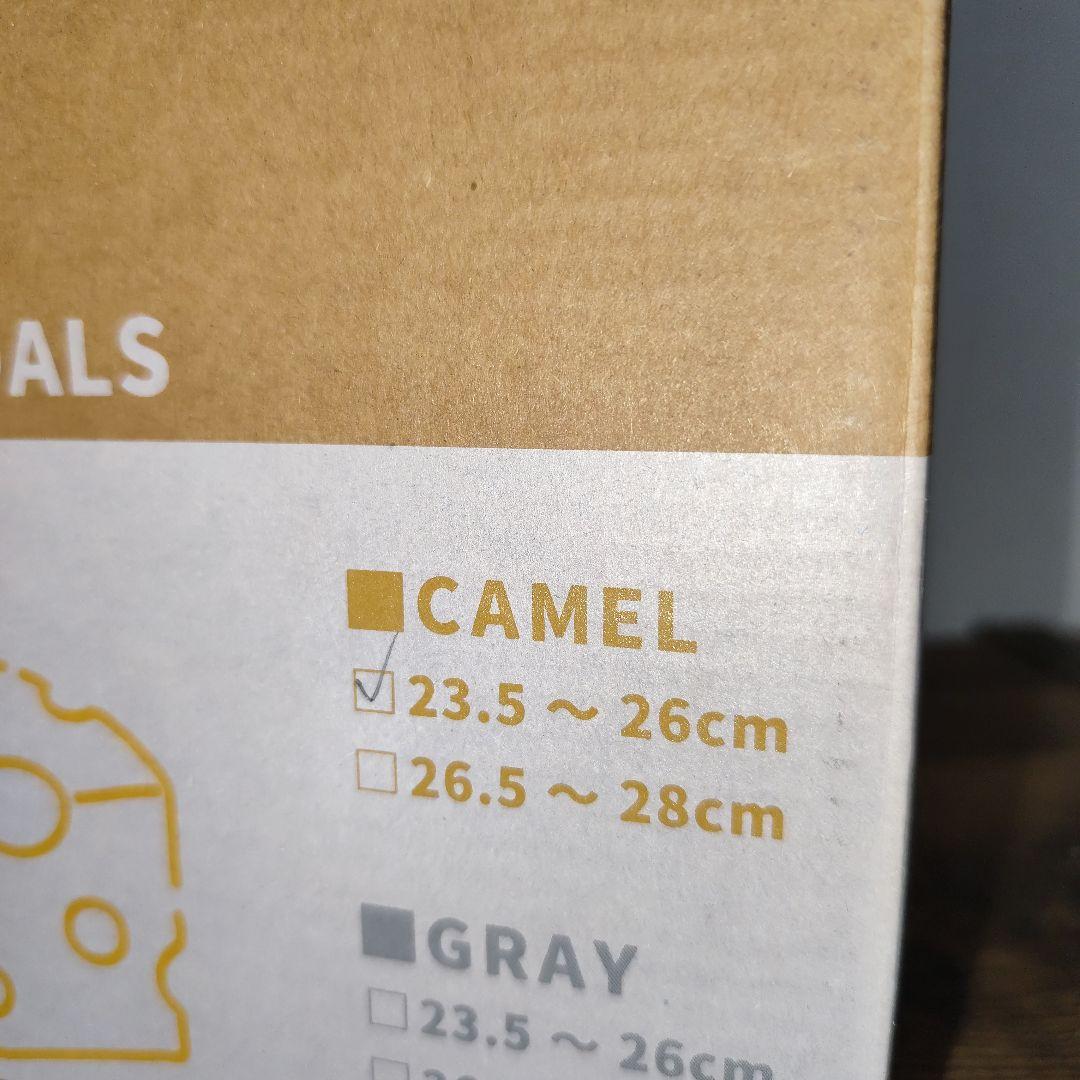 ALS
■CAMEL
☑ 23.5 ～ 26cm
☐ 26.5 ～ 28cm
■GRAY
☐ 23.5 ～ 26cm